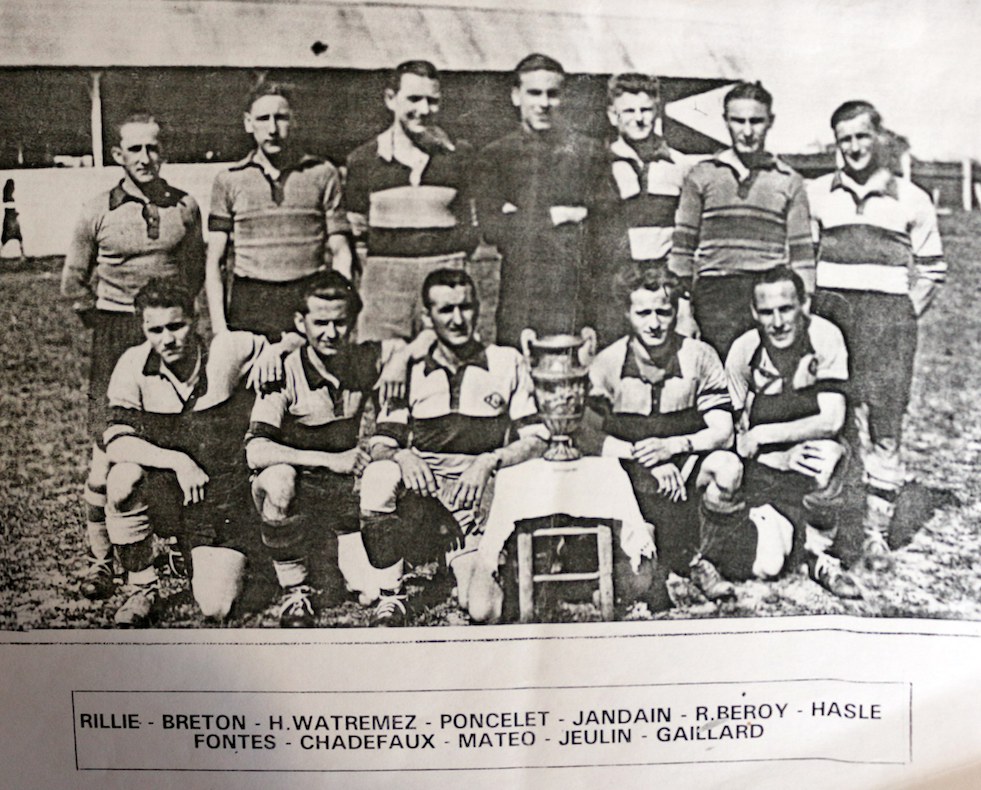 RILLIE - BRETON - H.WATREMEZ - PONCELET - JANDAIN - R.BEROY - HASLE
FONTES - CHADEFAUX - MATEO - JEULIN - GAILLARD